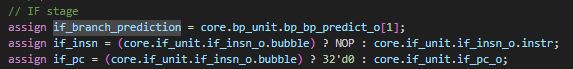 // IF stage
assign if_branch_prediction = core.bp_unit.bp_bp_predict_o[1];
assign if_insn = (core.if_unit.if_insn_o.bubble) ? NOP : core.if_unit.if_insn_o.instr;
assign if_pc = (core.if_unit.if_insn_o.bubble) ? 32'd0 : core.if_unit.if_pc_o;